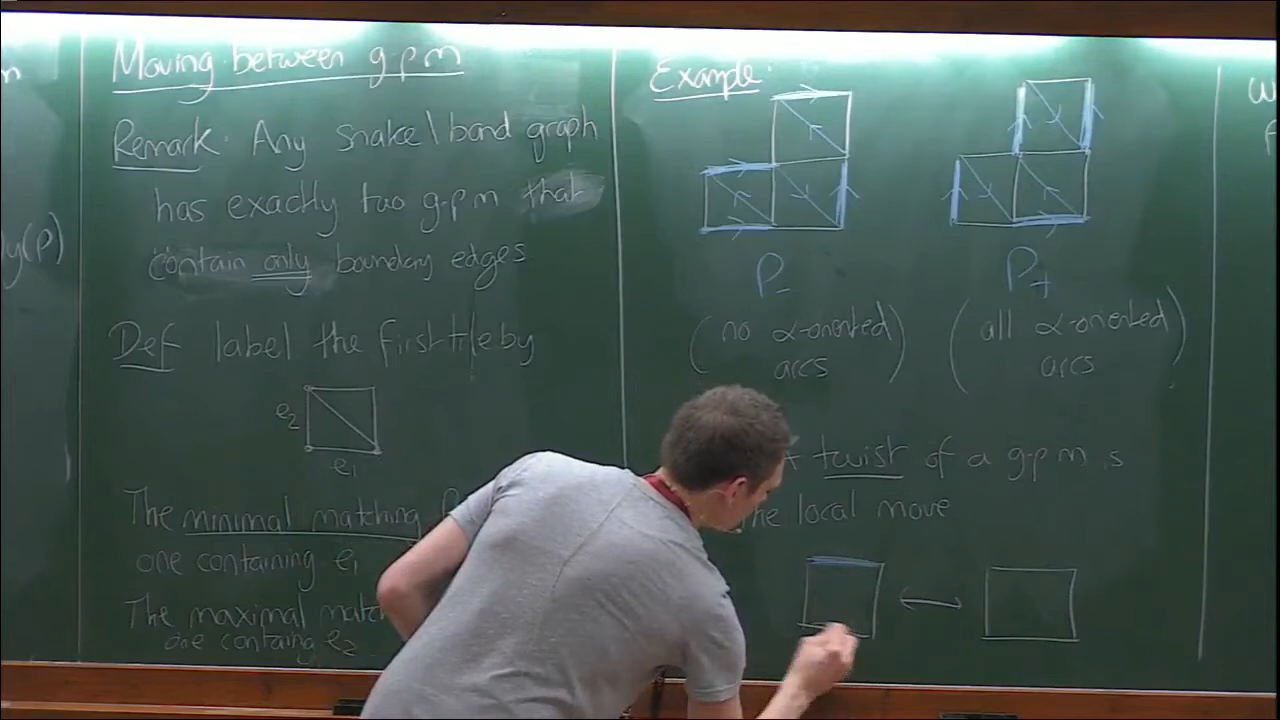 m
y(P)
Moving between g.p.m
Remark. Any snake/band graph
has exactly two g.p.m that
contain only boundary edges
Def label the first tile by
e2
e1
The minimal matching
one containing e1
The maximal
one containg e2
Example:
P-
P+
(no α-oriented arcs)
(all α-oriented arcs)
twist of a g.p.m is
the local move